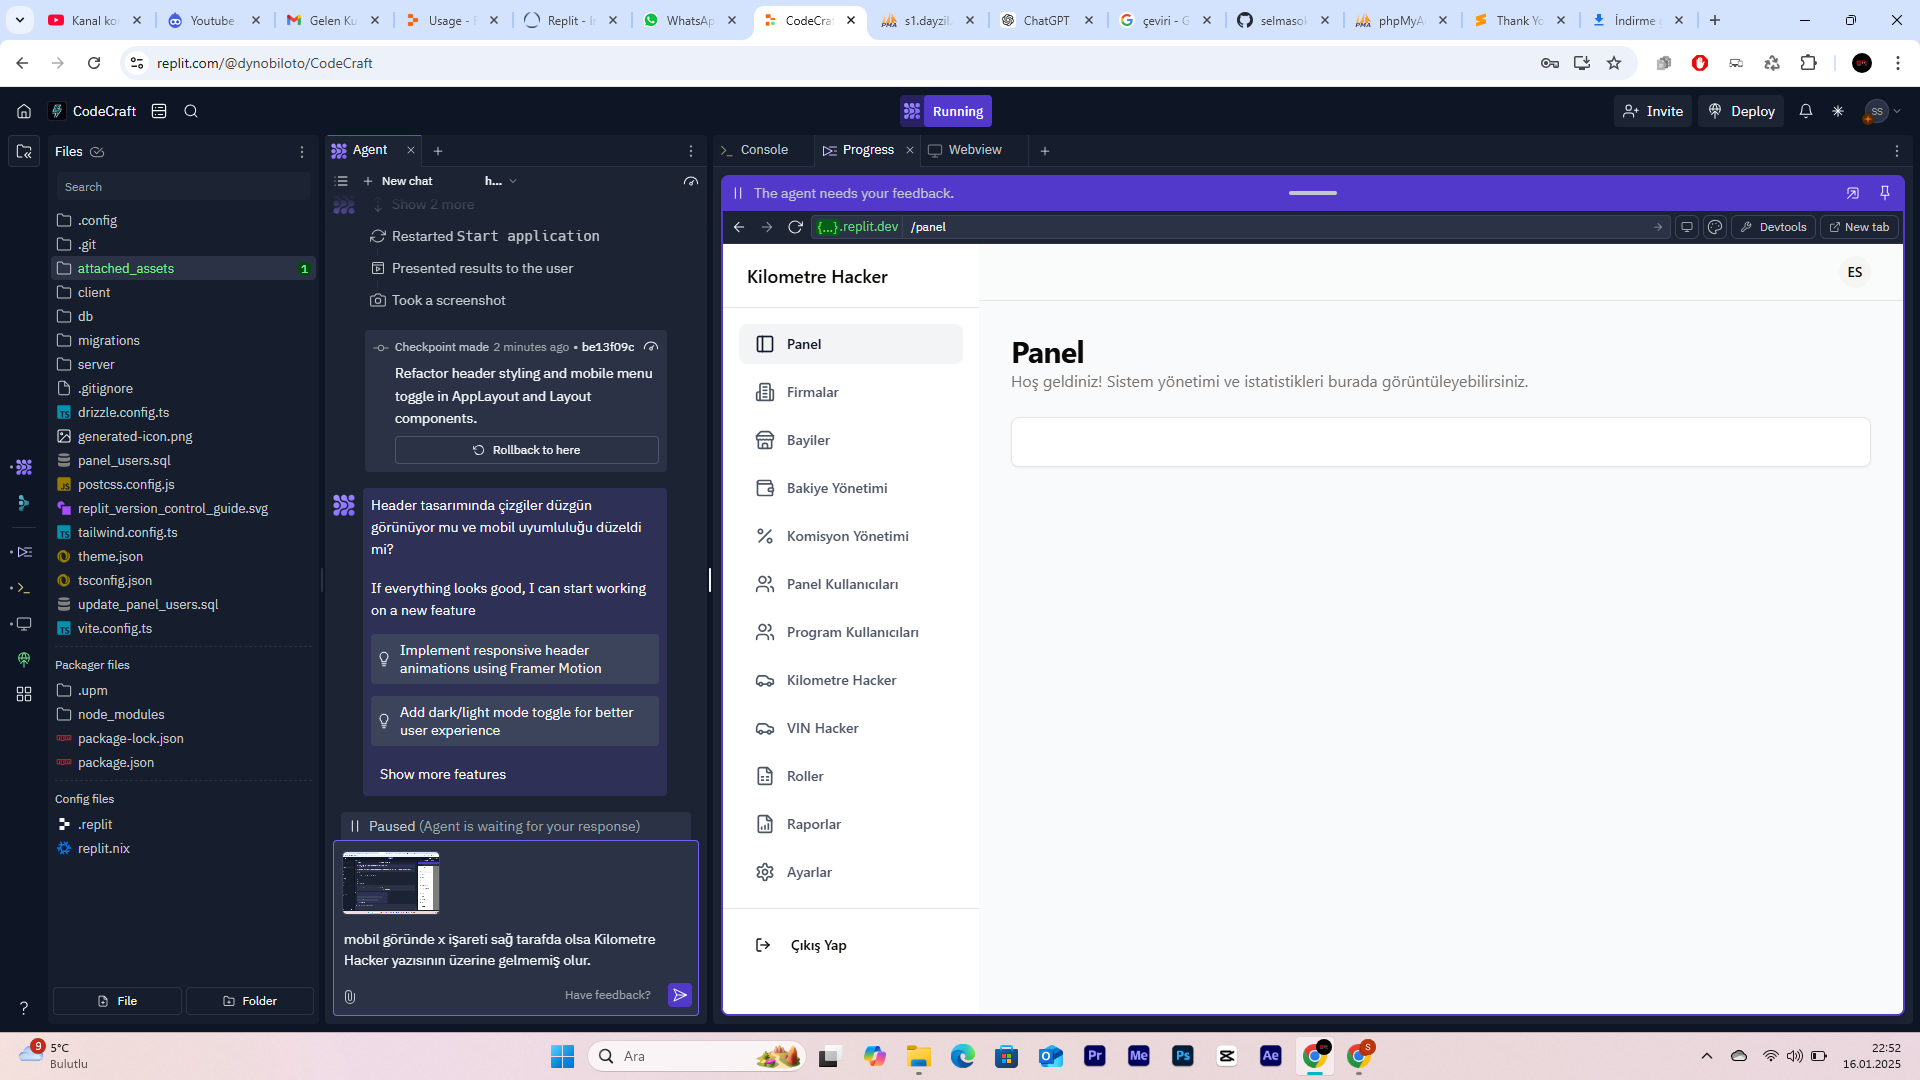 Kanal ko
Youtube
Gelen Ku
Usage - F
Replit - I
WhatsAp
CodeCra
s1.dayzil
ChatGPT
çeviri - G
selmasok
phpMyA
Thank Yo
İndirme
replit.com/@dynobiloto/CodeCraft
CodeCraft
Running
Invite
Deploy
SS
Files
Search
.config
.git
attached_assets 1
client
db
migrations
server
.gitignore
drizzle.config.ts
generated-icon.png
panel_users.sql
postcss.config.js
replit_version_control_guide.svg
tailwind.config.ts
theme.json
tsconfig.json
update_panel_users.sql
vite.config.ts
Packager files
.upm
node_modules
package-lock.json
package.json
Config files
.replit
replit.nix
File
Folder
Agent
New chat
h...
Show 2 more
Restarted Start application
Presented results to the user
Took a screenshot
Checkpoint made 2 minutes ago • be13f09c
Refactor header styling and mobile menu
toggle in AppLayout and Layout
components.
Rollback to here
Header tasarımında çizgiler düzgün
görünüyor mu ve mobil uyumluluğu düzeldi
mi?
If everything looks good, I can start working
on a new feature
Implement responsive header
animations using Framer Motion
Add dark/light mode toggle for better
user experience
Show more features
Paused (Agent is waiting for your response)
mobil göründe x işareti sağ tarafda olsa Kilometre
Hacker yazısının üzerine gelmemiş olur.
Have feedback?
Console
Progress
Webview
The agent needs your feedback.
{...}.replit.dev
/panel
Devtools
New tab
Kilometre Hacker
ES
Panel
Firmalar
Bayiler
Bakiye Yönetimi
Komisyon Yönetimi
Panel Kullanıcıları
Program Kullanıcıları
Kilometre Hacker
VIN Hacker
Roller
Raporlar
Ayarlar
Çıkış Yap
Panel
Hoş geldiniz! Sistem yönetimi ve istatistikleri burada görüntüleyebilirsiniz.
9
5°C
Bulutlu
Ara
Pr
Me
Ps
Ae
S
22:52
16.01.2025